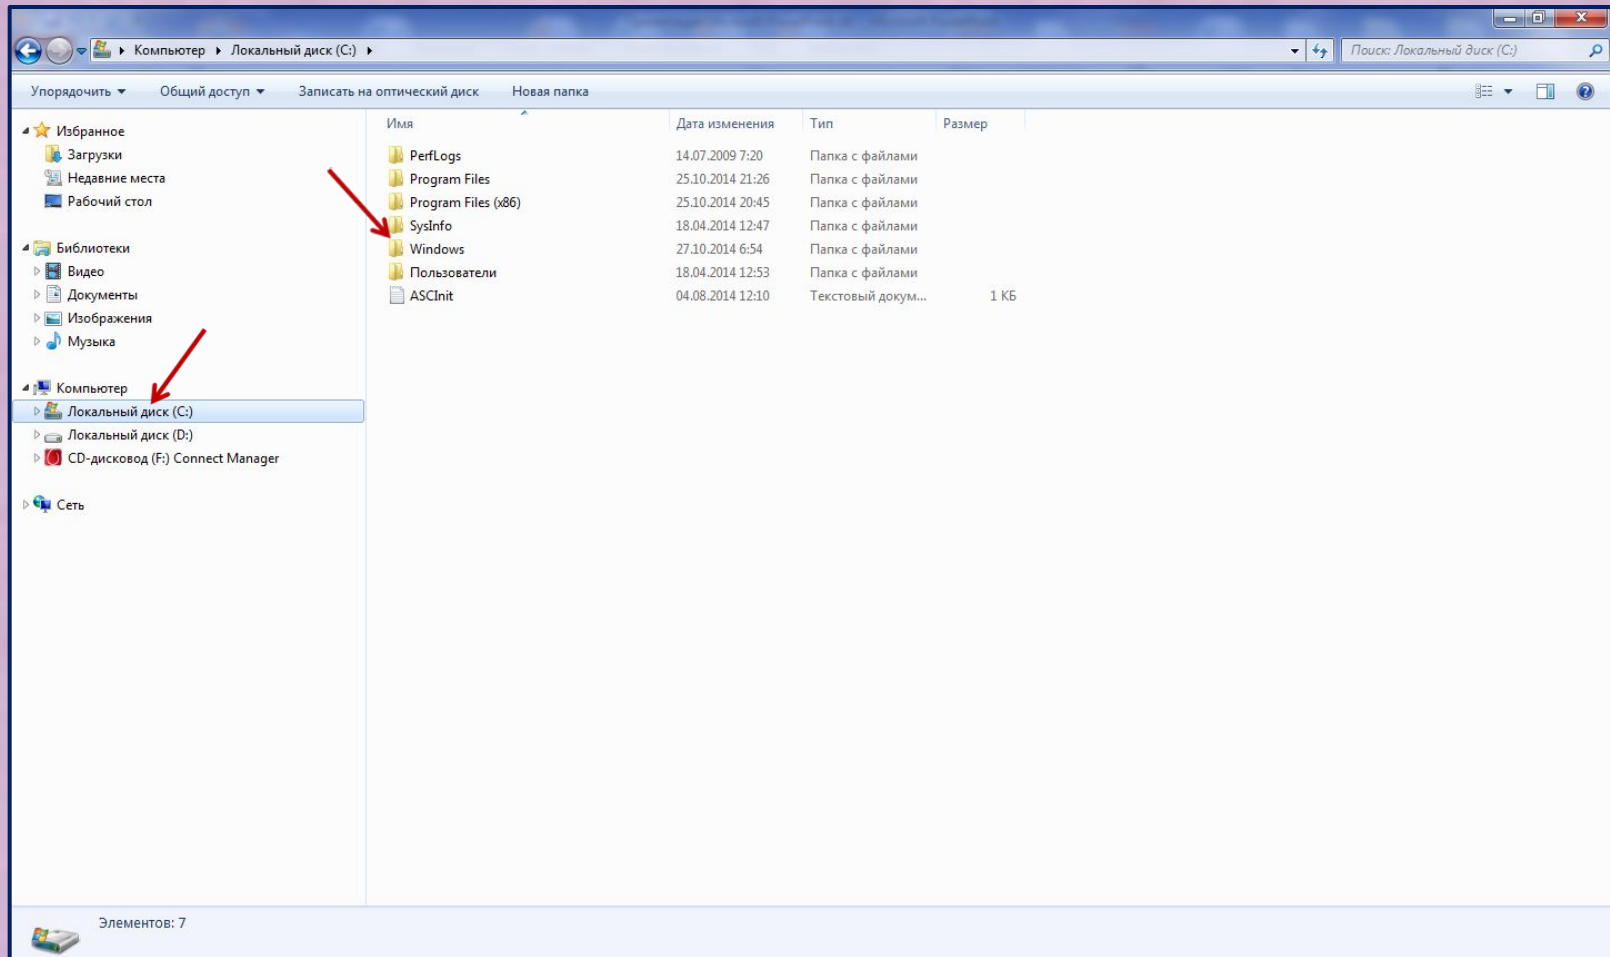 Компьютер Локальный диск (C:)
Поиск: Локальный диск (C:)
Упорядочить Общий доступ Записать на оптический диск Новая папка
Избранное
Загрузки
Недавние места
Рабочий стол
Библиотеки
Видео
Документы
Изображения
Музыка
Компьютер
Локальный диск (C:)
Локальный диск (D:)
CD-дисковод (F:) Connect Manager
Сеть
Имя Дата изменения Тип Размер
PerfLogs 14.07.2009 7:20 Папка с файлами
Program Files 25.10.2014 21:26 Папка с файлами
Program Files (x86) 25.10.2014 20:45 Папка с файлами
SysInfo 18.04.2014 12:47 Папка с файлами
Windows 27.10.2014 6:54 Папка с файлами
Пользователи 18.04.2014 12:53 Папка с файлами
ASCInit 04.08.2014 12:10 Текстовый докум... 1 КБ
Элементов: 7